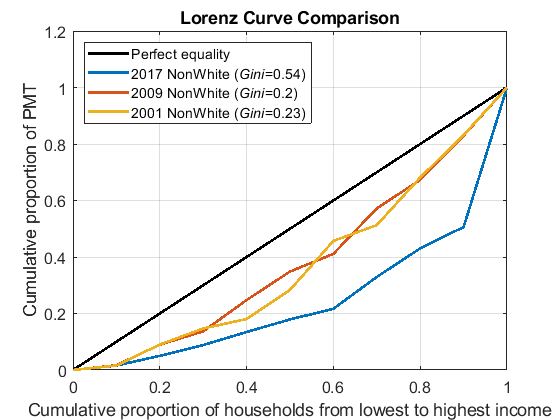 Lorenz Curve Comparison
1.2
1
0.8
0.6
0.4
0.2
0
Cumulative proportion of PMT
Perfect equality
2017 NonWhite (Gini=0.54)
2009 NonWhite (Gini=0.2)
2001 NonWhite (Gini=0.23)
0 0.2 0.4 0.6 0.8 1
Cumulative proportion of households from lowest to highest income